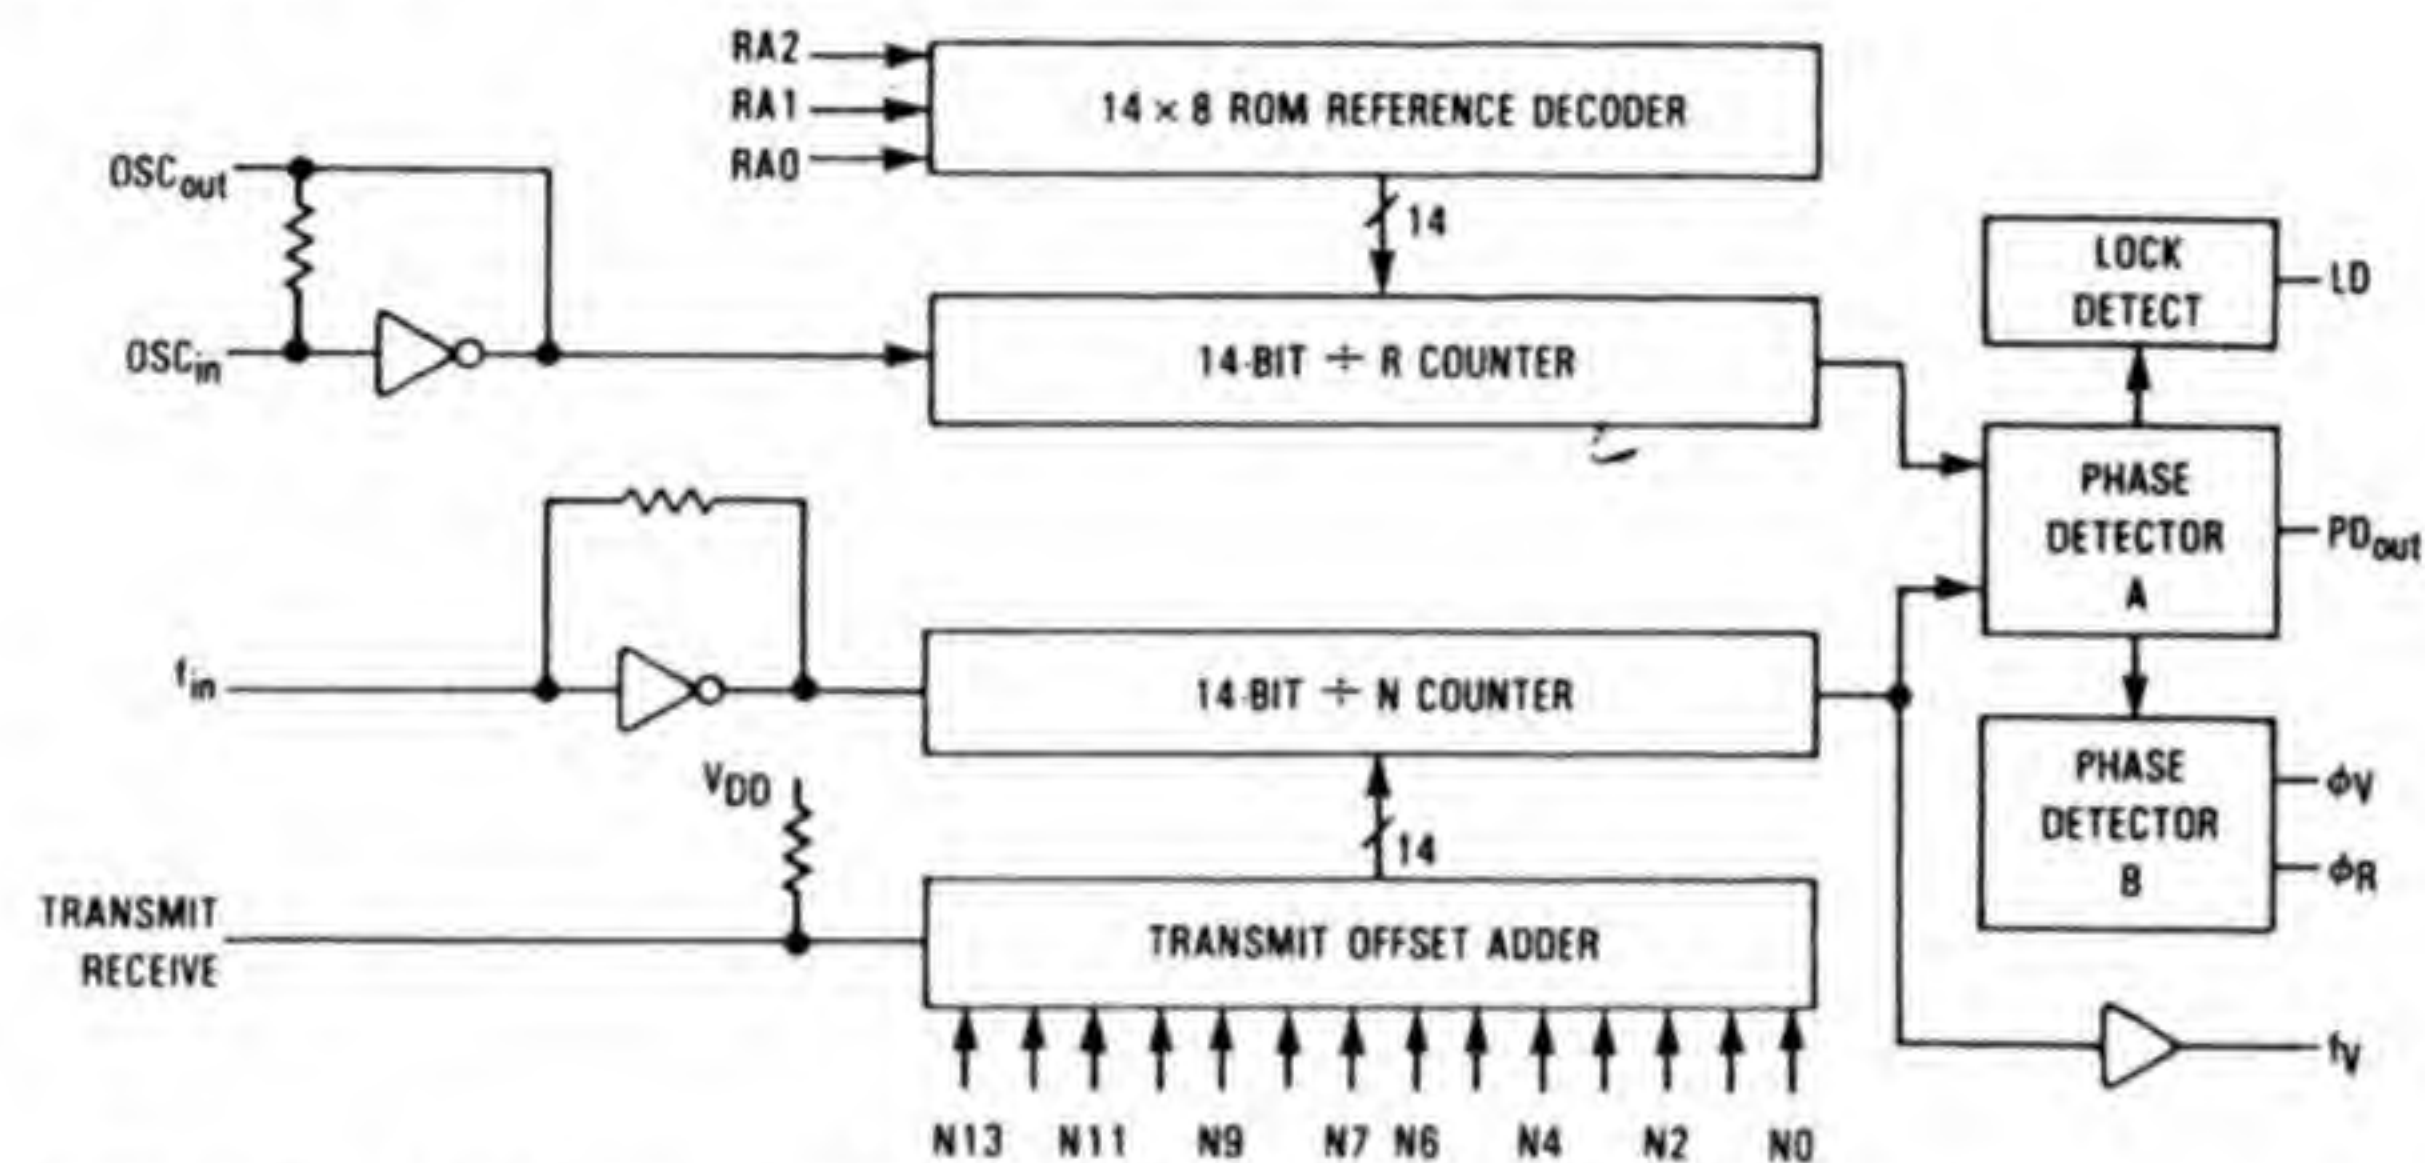 RA2
RA1
RA0
14 × 8 ROM REFERENCE DECODER
14
OSCout
OSCin
14-BIT ÷ R COUNTER
LOCK
DETECT
LD
PHASE
DETECTOR
A
PDout
fin
14-BIT ÷ N COUNTER
VDD
14
PHASE
DETECTOR
B
ϕV
ϕR
TRANSMIT
RECEIVE
TRANSMIT OFFSET ADDER
fV
N13 N11 N9 N7 N6 N4 N2 N0